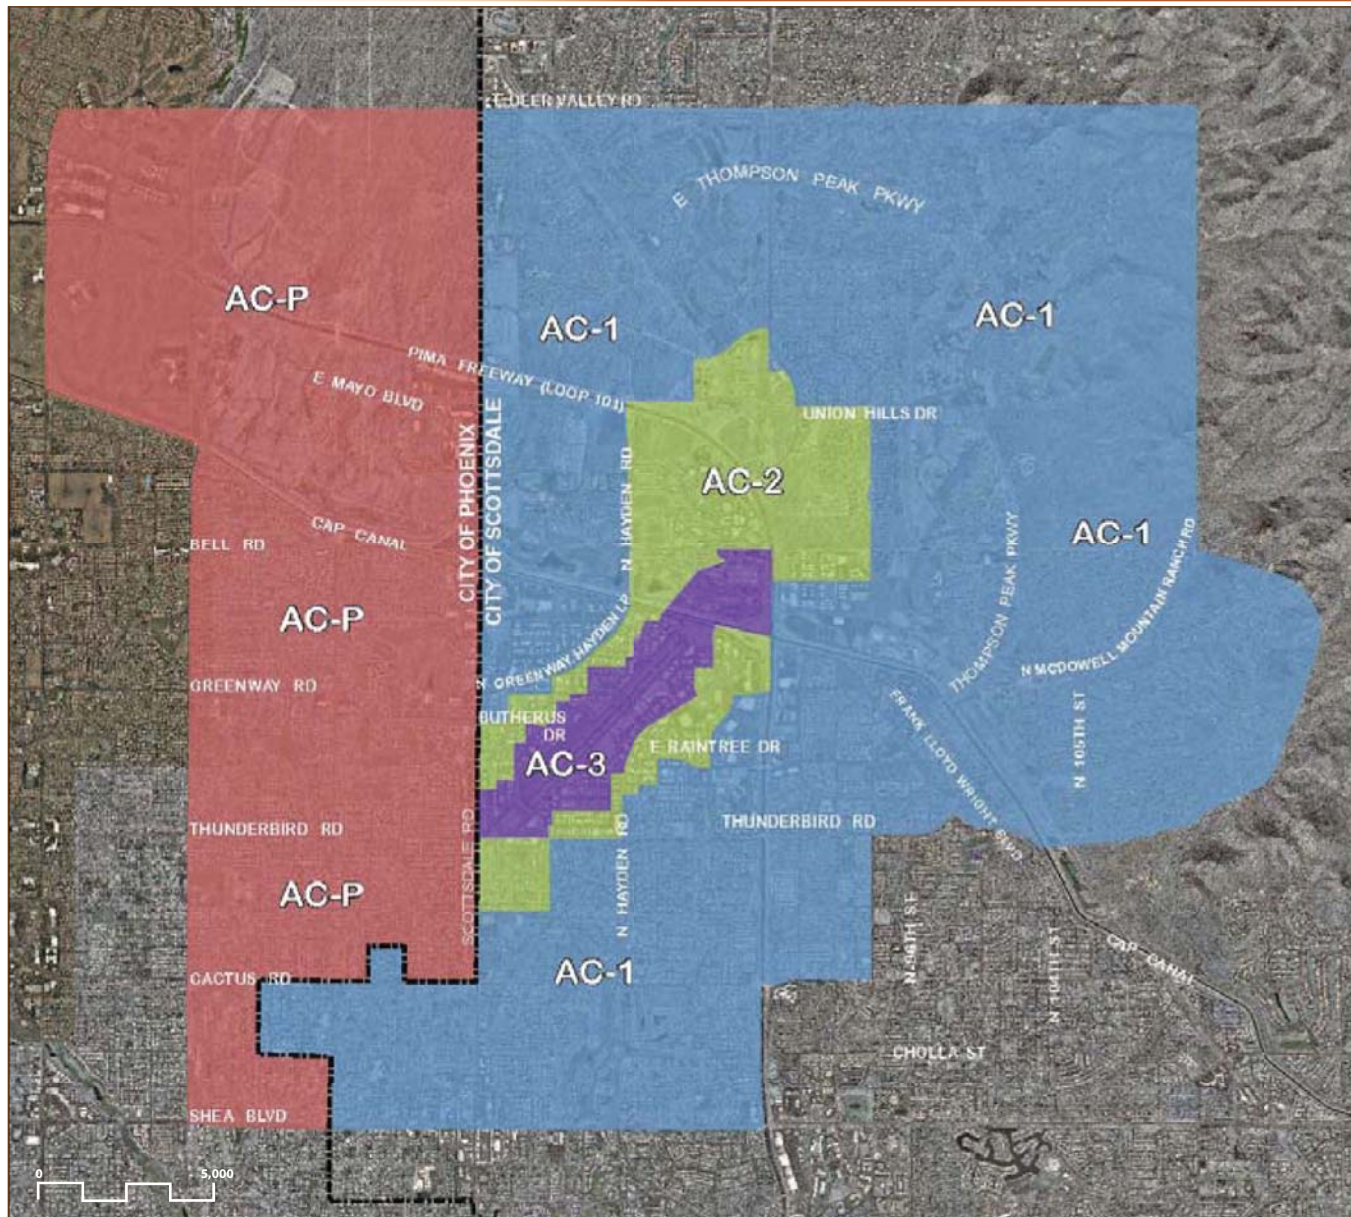 E DEER VALLEY RD
E THOMPSON PEAK PKWY
AC-P
AC-1
AC-1
PIMA FREEWAY (LOOP 101)
E MAYO BLVD
UNION HILLS DR
CITY OF PHOENIX
CITY OF SCOTTSDALE
N HAYDEN RD
AC-2
CAP CANAL
BELL RD
AC-1
THOMPSON PEAK PKWY
N MCDOWELL MOUNTAIN RANCH RD
AC-P
N GREENWAY HAYDEN LP
GREENWAY RD
BUTHERUS
DR
E RAINTREE DR
AC-3
FRANK LLOYD WRIGHT BLVD
N 105TH ST
THUNDERBIRD RD
THUNDERBIRD RD
SCOTTSDALE RD
N HAYDEN RD
AC-P
AC-1
CACTUS RD
N 96TH ST
N 104TH ST
CAP CANAL
CHOLLA ST
SHEA BLVD
0 5,000